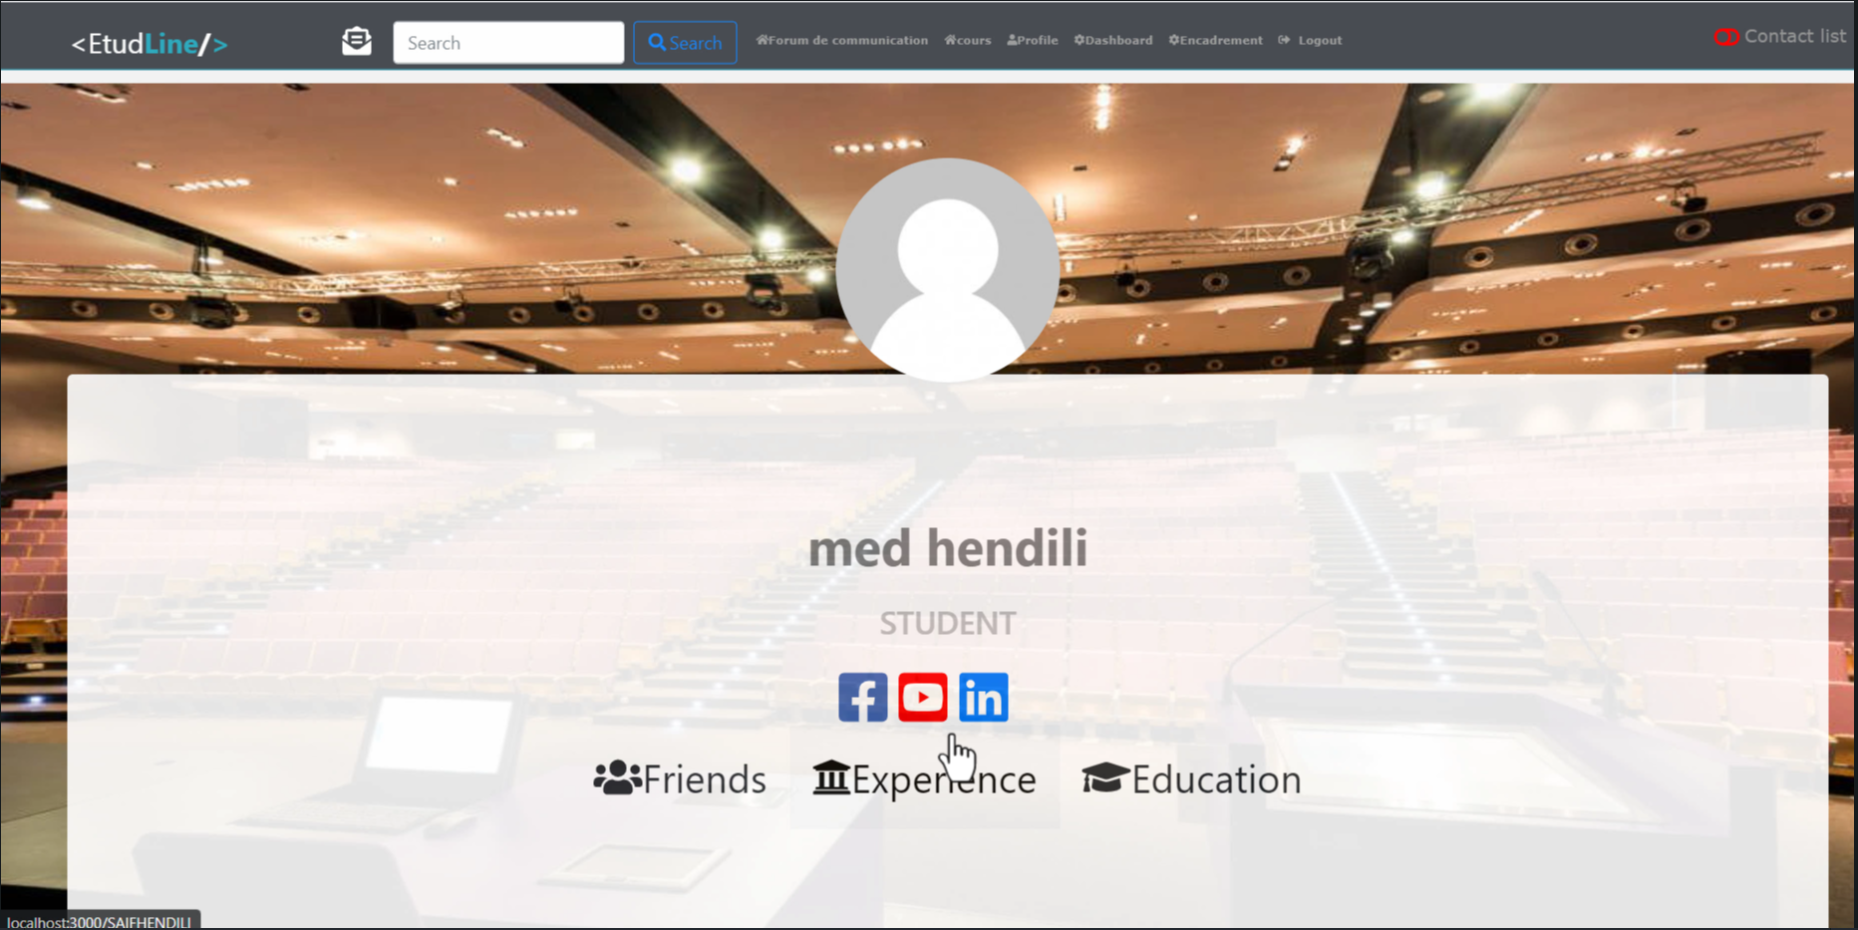 <EtudLine/>
Search
Search
Forum de communication
cours
Profile
Dashboard
Encadrement
Logout
Contact list
med hendili
STUDENT
f
in
Friends
Experience
Education
localhost:3000/SAIFHENDILI